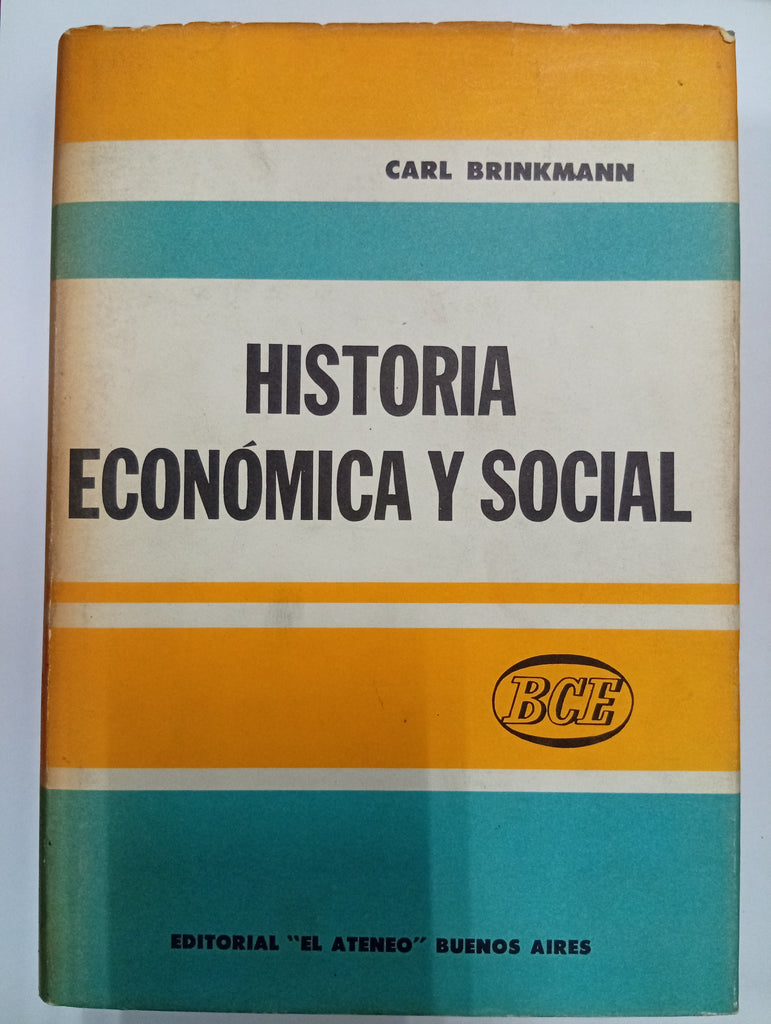 CARL BRINKMANN
HISTORIA
ECONÓMICA Y SOCIAL
BCE
EDITORIAL "EL ATENEO" BUENOS AIRES